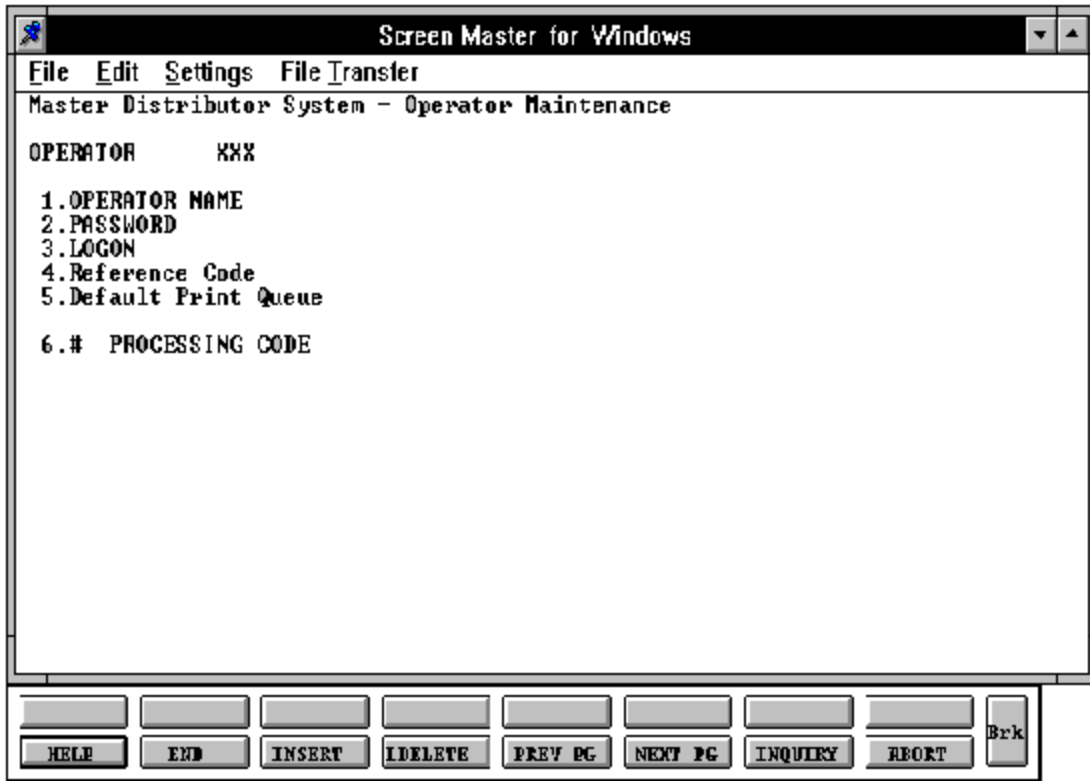 Screen Master for Windows
File Edit Settings File Transfer
Master Distributor System - Operator Maintenance
OPERATOR XXX
1.OPERATOR NAME
2.PASSWORD
3.LOGON
4.Reference Code
5.Default Print Queue
6.# PROCESSING CODE
Brk
HELP END INSERT IDELETE PREV PG NEXT PG INQUIRY ABORT